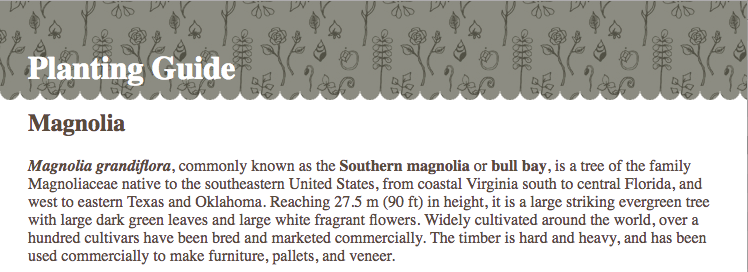 Planting Guide
Magnolia
Magnolia grandiflora, commonly known as the Southern magnolia or bull bay, is a tree of the family
Magnoliaceae native to the southeastern United States, from coastal Virginia south to central Florida, and
west to eastern Texas and Oklahoma. Reaching 27.5 m (90 ft) in height, it is a large striking evergreen tree
with large dark green leaves and large white fragrant flowers. Widely cultivated around the world, over a
hundred cultivars have been bred and marketed commercially. The timber is hard and heavy, and has been
used commercially to make furniture, pallets, and veneer.